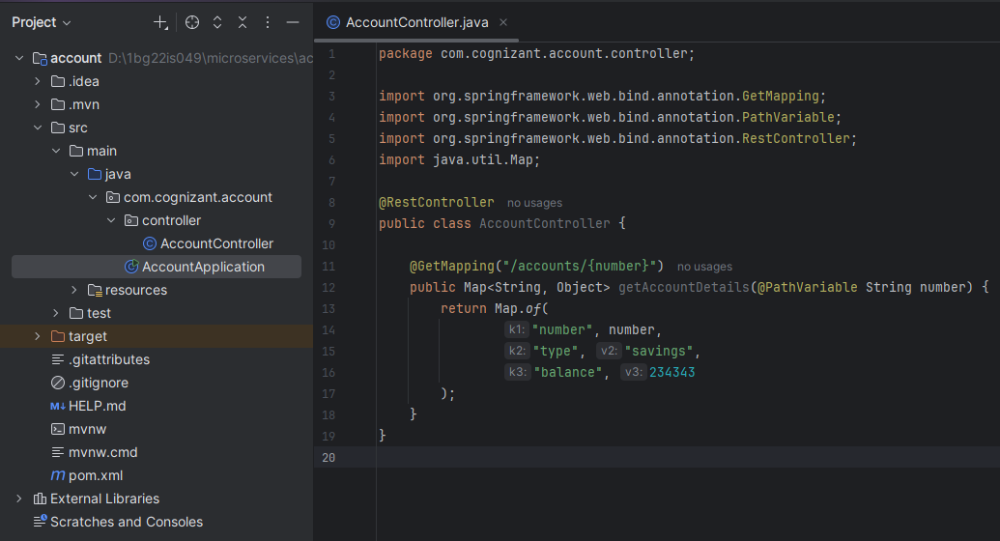 Project
account D:\1bg22is049\microservices\ac
.idea
.mvn
src
main
java
com.cognizant.account
controller
AccountController
AccountApplication
resources
test
target
.gitattributes
.gitignore
HELP.md
mvnw
mvnw.cmd
pom.xml
External Libraries
Scratches and Consoles
AccountController.java
1 package com.cognizant.account.controller;
2
3 import org.springframework.web.bind.annotation.GetMapping;
4 import org.springframework.web.bind.annotation.PathVariable;
5 import org.springframework.web.bind.annotation.RestController;
6 import java.util.Map;
7
8 @RestController no usages
9 public class AccountController {
10
11 @GetMapping("/accounts/{number}") no usages
12 public Map<String, Object> getAccountDetails(@PathVariable String number) {
13 return Map.of(
14 k1: "number", number,
15 k2: "type", v2: "savings",
16 k3: "balance", v3: 234343
17 );
18 }
19 }
20